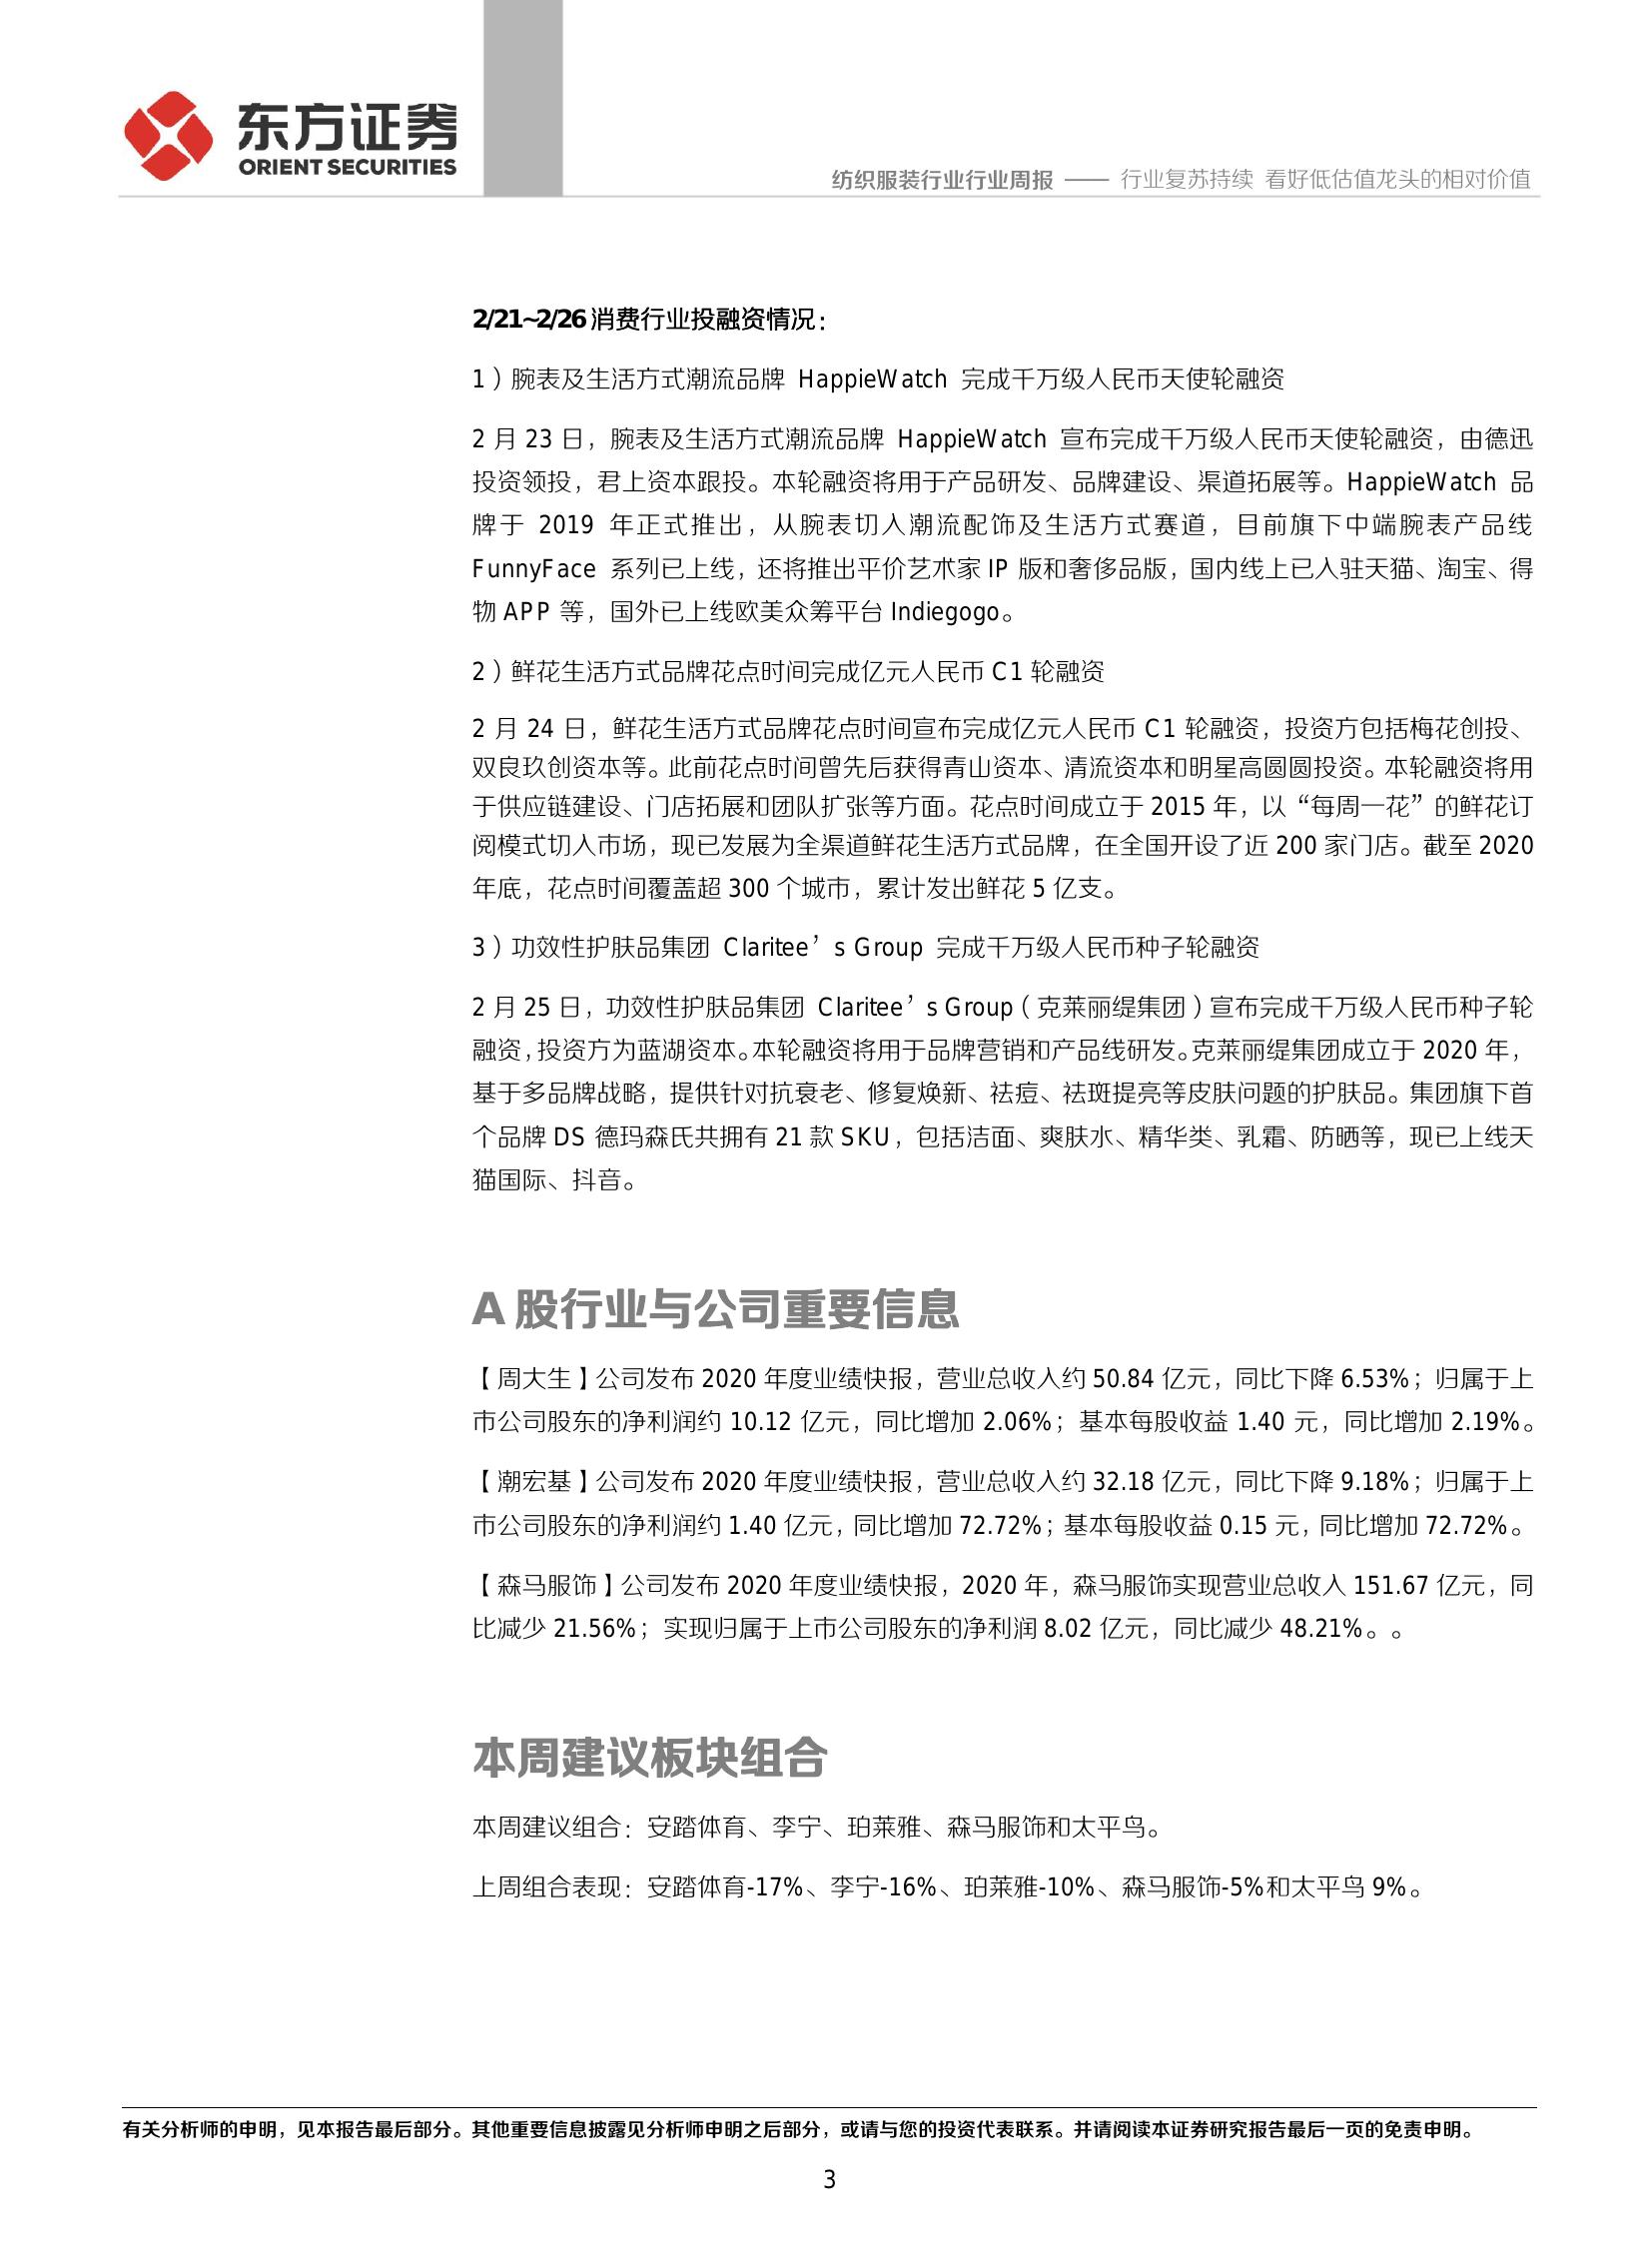 东方证券
ORIENT SECURITIES
纺织服装行业行业周报 —— 行业复苏持续 看好低估值龙头的相对价值
2/21~2/26 消费行业投融资情况：
1）腕表及生活方式潮流品牌 HappieWatch 完成千万级人民币天使轮融资
2 月 23 日，腕表及生活方式潮流品牌 HappieWatch 宣布完成千万级人民币天使轮融资，由德迅
投资领投，君上资本跟投。本轮融资将用于产品研发、品牌建设、渠道拓展等。HappieWatch 品
牌于 2019 年正式推出，从腕表切入潮流配饰及生活方式赛道，目前旗下中端腕表产品线
FunnyFace 系列已上线，还将推出平价艺术家 IP 版和奢侈品版，国内线上已入驻天猫、淘宝、得
物 APP 等，国外已上线欧美众筹平台 Indiegogo。
2）鲜花生活方式品牌花点时间完成亿元人民币 C1 轮融资
2 月 24 日，鲜花生活方式品牌花点时间宣布完成亿元人民币 C1 轮融资，投资方包括梅花创投、
双良玖创资本等。此前花点时间曾先后获得青山资本、清流资本和明星高圆圆投资。本轮融资将用
于供应链建设、门店拓展和团队扩张等方面。花点时间成立于 2015 年，以“每周一花”的鲜花订
阅模式切入市场，现已发展为全渠道鲜花生活方式品牌，在全国开设了近 200 家门店。截至 2020
年底，花点时间覆盖超 300 个城市，累计发出鲜花 5 亿支。
3）功效性护肤品集团 Claritee’s Group 完成千万级人民币种子轮融资
2 月 25 日，功效性护肤品集团 Claritee’s Group（克莱丽缇集团）宣布完成千万级人民币种子轮
融资，投资方为蓝湖资本。本轮融资将用于品牌营销和产品线研发。克莱丽缇集团成立于 2020 年，
基于多品牌战略，提供针对抗衰老、修复焕新、祛痘、祛斑提亮等皮肤问题的护肤品。集团旗下首
个品牌 DS 德玛森氏共拥有 21 款 SKU，包括洁面、爽肤水、精华类、乳霜、防晒等，现已上线天
猫国际、抖音。
A 股行业与公司重要信息
【周大生】公司发布 2020 年度业绩快报，营业总收入约 50.84 亿元，同比下降 6.53%；归属于上
市公司股东的净利润约 10.12 亿元，同比增加 2.06%；基本每股收益 1.40 元，同比增加 2.19%。
【潮宏基】公司发布 2020 年度业绩快报，营业总收入约 32.18 亿元，同比下降 9.18%；归属于上
市公司股东的净利润约 1.40 亿元，同比增加 72.72%；基本每股收益 0.15 元，同比增加 72.72%。
【森马服饰】公司发布 2020 年度业绩快报，2020 年，森马服饰实现营业总收入 151.67 亿元，同
比减少 21.56%；实现归属于上市公司股东的净利润 8.02 亿元，同比减少 48.21%。。
本周建议板块组合
本周建议组合：安踏体育、李宁、珀莱雅、森马服饰和太平鸟。
上周组合表现：安踏体育-17%、李宁-16%、珀莱雅-10%、森马服饰-5%和太平鸟 9%。
有关分析师的申明，见本报告最后部分。其他重要信息披露见分析师申明之后部分，或请与您的投资代表联系。并请阅读本证券研究报告最后一页的免责申明。
3